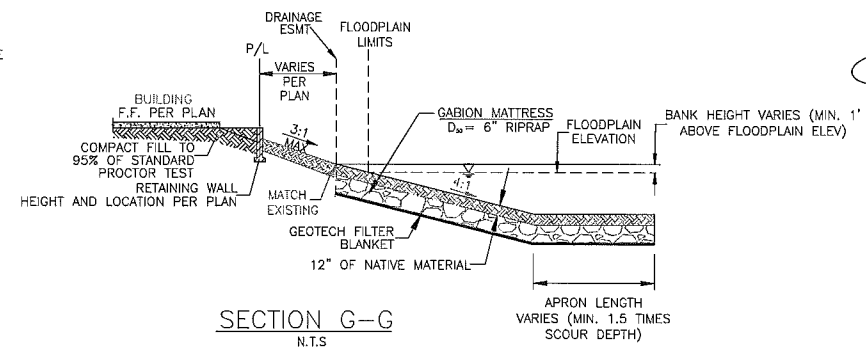 DRAINAGE
ESMT
FLOODPLAIN
LIMITS
P/L
VARIES
PER
PLAN
BUILDING
F.F. PER PLAN
3:1
MAX
COMPACT FILL TO
95% OF STANDARD
PROCTOR TEST
RETAINING WALL
HEIGHT AND LOCATION PER PLAN
MATCH
EXISTING
GABION MATTRESS
D50= 6" RIPRAP
FLOODPLAIN
ELEVATION
BANK HEIGHT VARIES (MIN. 1'
ABOVE FLOODPLAIN ELEV)
4:1
GEOTECH FILTER
BLANKET
12" OF NATIVE MATERIAL
APRON LENGTH
VARIES (MIN. 1.5 TIMES
SCOUR DEPTH)
SECTION G-G
N.T.S